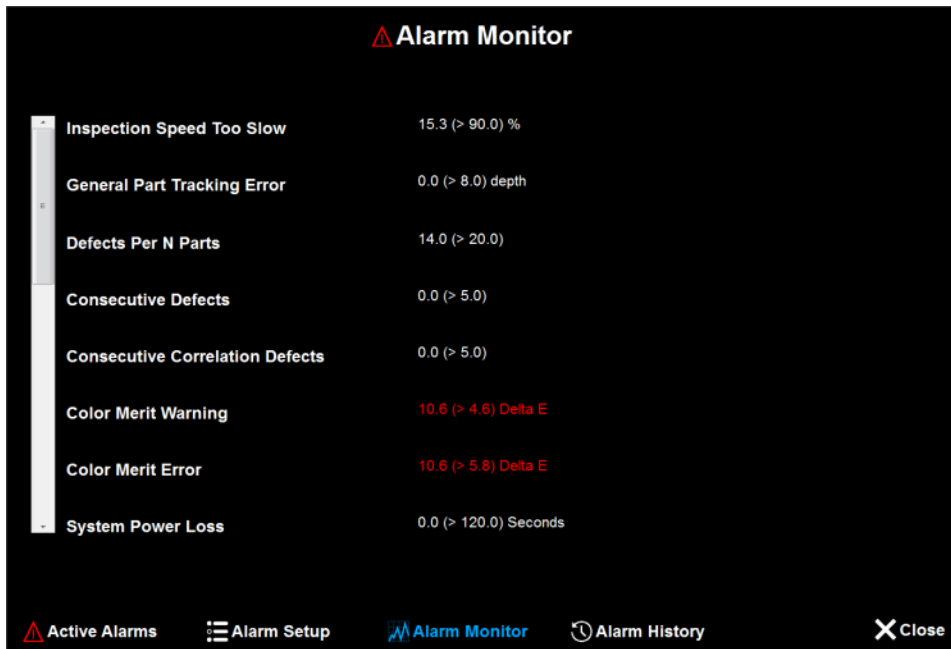 Alarm Monitor
Inspection Speed Too Slow 15.3 (> 90.0) %
General Part Tracking Error 0.0 (> 8.0) depth
Defects Per N Parts 14.0 (> 20.0)
Consecutive Defects 0.0 (> 5.0)
Consecutive Correlation Defects 0.0 (> 5.0)
Color Merit Warning 10.6 (> 4.6) Delta E
Color Merit Error 10.6 (> 5.8) Delta E
System Power Loss 0.0 (> 120.0) Seconds
Active Alarms Alarm Setup Alarm Monitor Alarm History Close